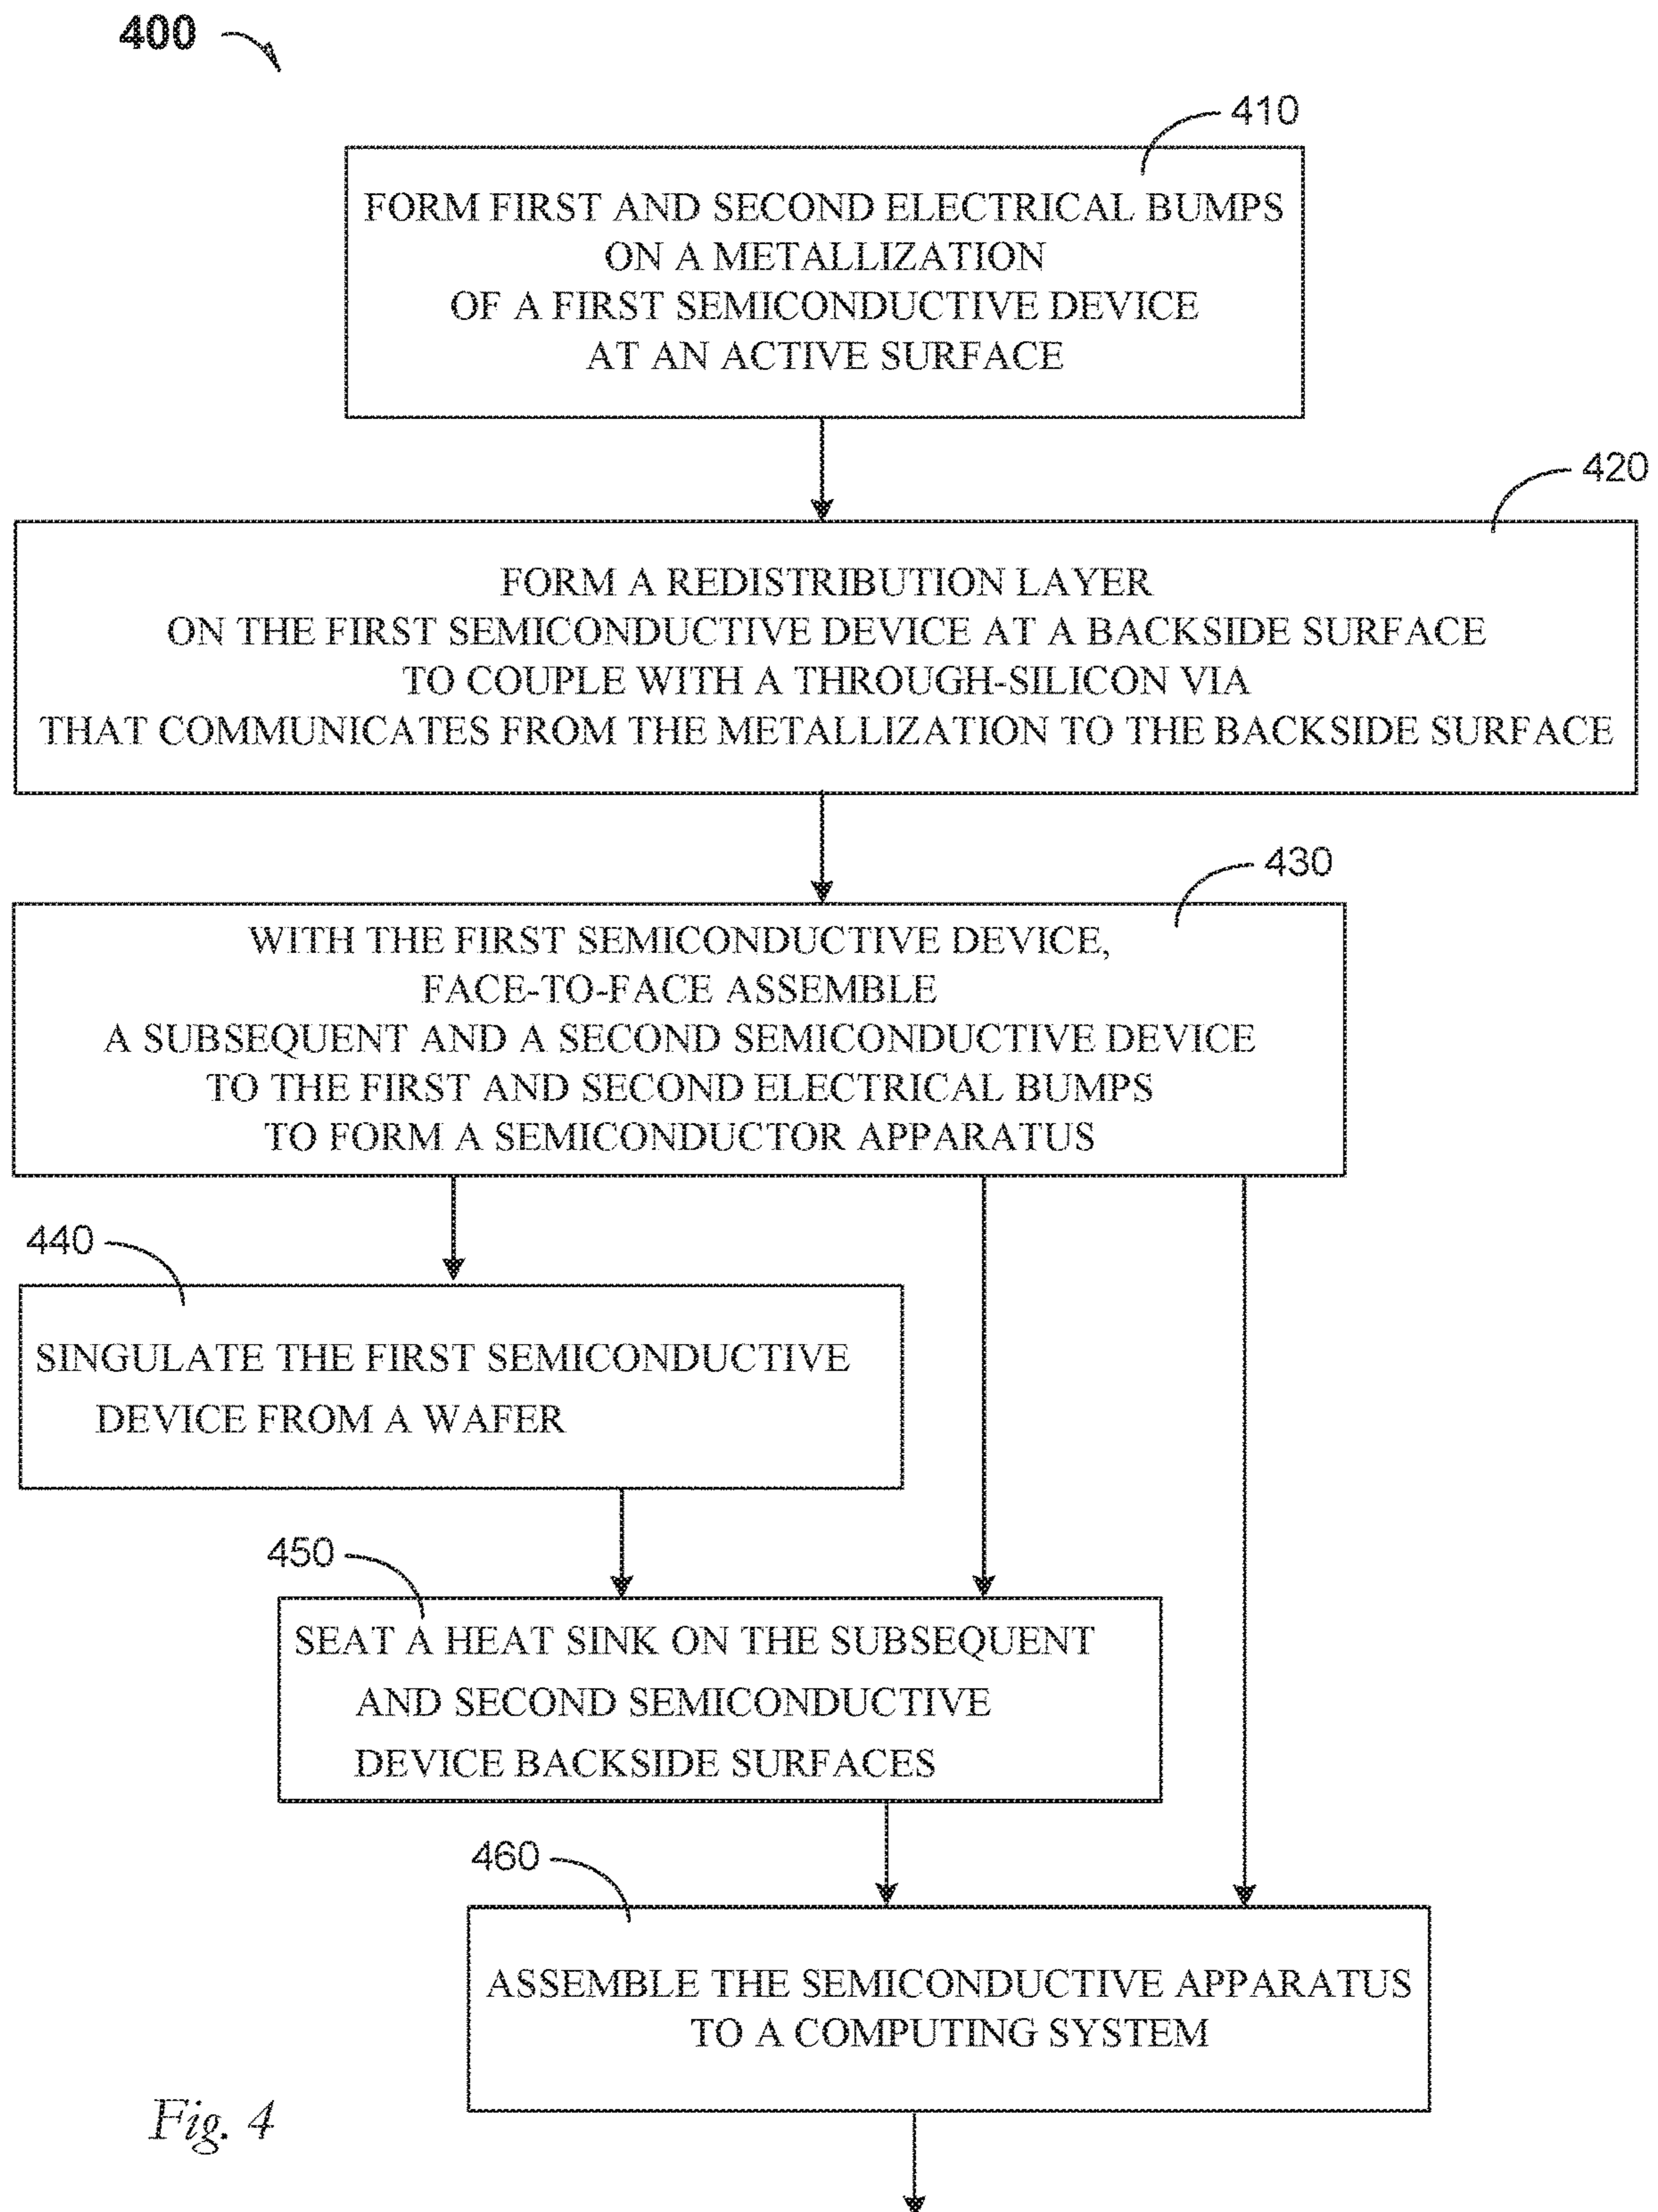 400
410
FORM FIRST AND SECOND ELECTRICAL BUMPS
ON A METALLIZATION
OF A FIRST SEMICONDUCTIVE DEVICE
AT AN ACTIVE SURFACE
420
FORM A REDISTRIBUTION LAYER
ON THE FIRST SEMICONDUCTIVE DEVICE AT A BACKSIDE SURFACE
TO COUPLE WITH A THROUGH-SILICON VIA
THAT COMMUNICATES FROM THE METALLIZATION TO THE BACKSIDE SURFACE
430
WITH THE FIRST SEMICONDUCTIVE DEVICE,
FACE-TO-FACE ASSEMBLE
A SUBSEQUENT AND A SECOND SEMICONDUCTIVE DEVICE
TO THE FIRST AND SECOND ELECTRICAL BUMPS
TO FORM A SEMICONDUCTOR APPARATUS
440
SINGULATE THE FIRST SEMICONDUCTIVE
DEVICE FROM A WAFER
450
SEAT A HEAT SINK ON THE SUBSEQUENT
AND SECOND SEMICONDUCTIVE
DEVICE BACKSIDE SURFACES
460
ASSEMBLE THE SEMICONDUCTIVE APPARATUS
TO A COMPUTING SYSTEM
Fig. 4